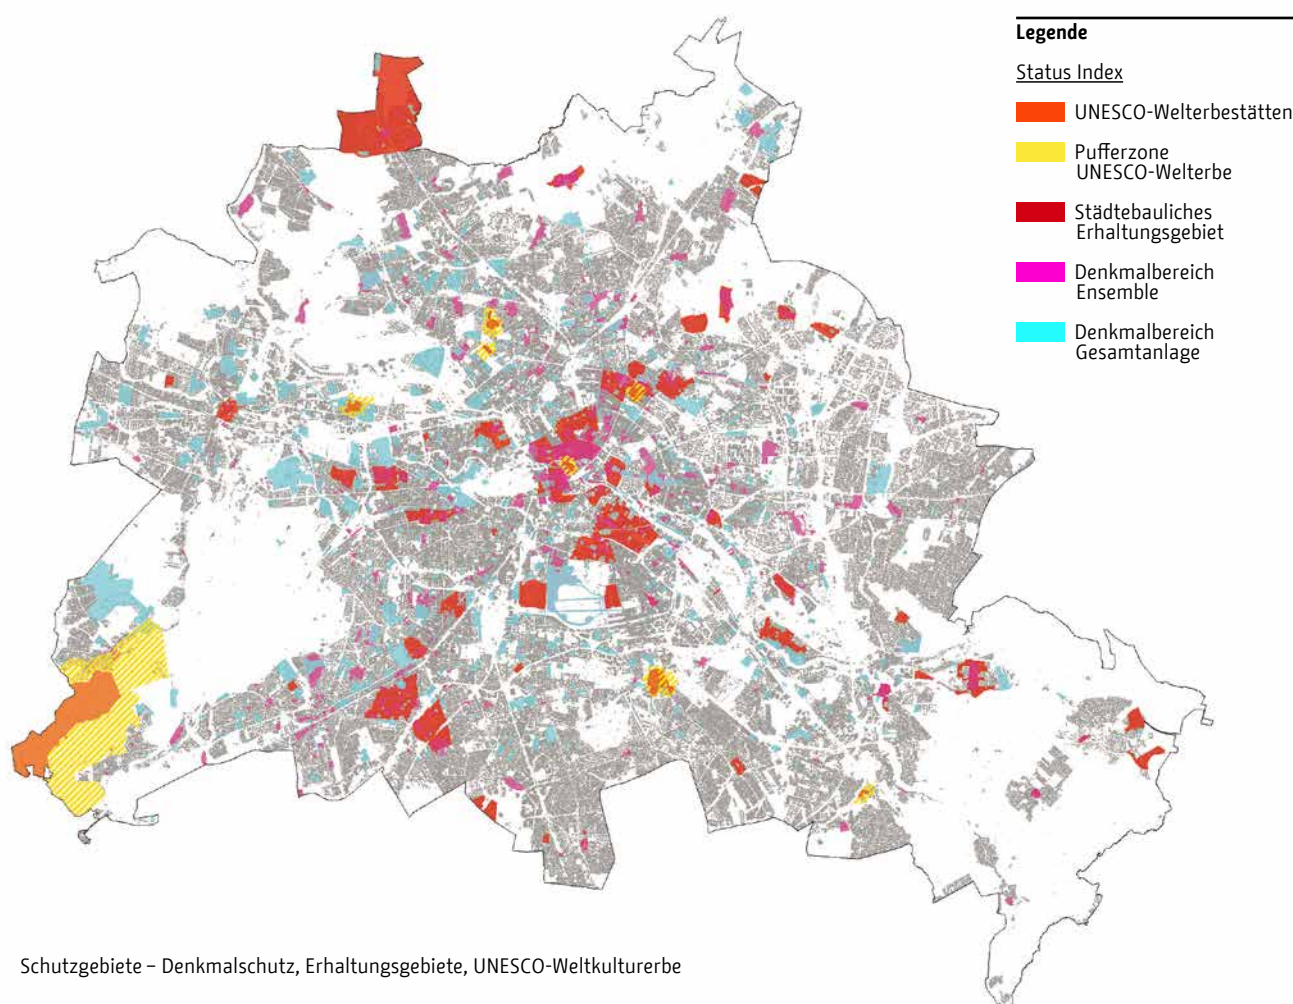 Legende
Status Index
UNESCO-Welterbestätten
Pufferzone
UNESCO-Welterbe
Städtebauliches
Erhaltungsgebiet
Denkmalbereich
Ensemble
Denkmalbereich
Gesamtanlage
Schutzgebiete – Denkmalschutz, Erhaltungsgebiete, UNESCO-Weltkulturerbe